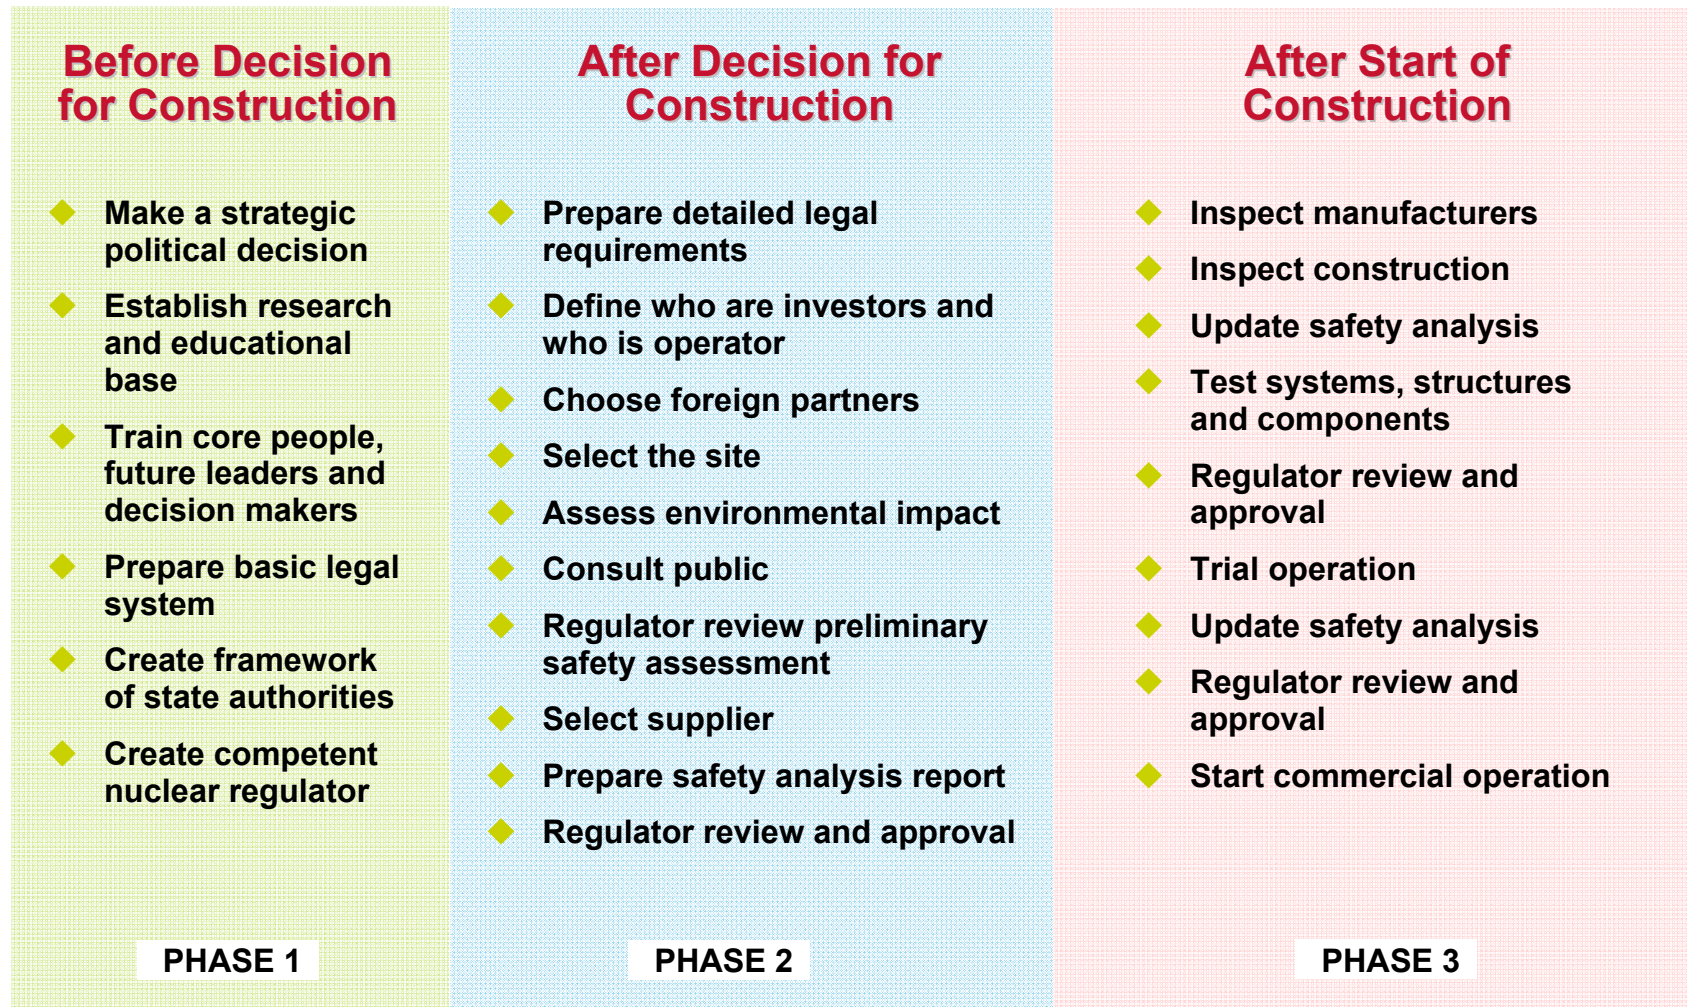 Before Decision
for Construction
Make a strategic
political decision
Establish research
and educational
base
Train core people,
future leaders and
decision makers
Prepare basic legal
system
Create framework
of state authorities
Create competent
nuclear regulator
PHASE 1
After Decision for
Construction
Prepare detailed legal
requirements
Define who are investors and
who is operator
Choose foreign partners
Select the site
Assess environmental impact
Consult public
Regulator review preliminary
safety assessment
Select supplier
Prepare safety analysis report
Regulator review and approval
PHASE 2
After Start of
Construction
Inspect manufacturers
Inspect construction
Update safety analysis
Test systems, structures
and components
Regulator review and
approval
Trial operation
Update safety analysis
Regulator review and
approval
Start commercial operation
PHASE 3